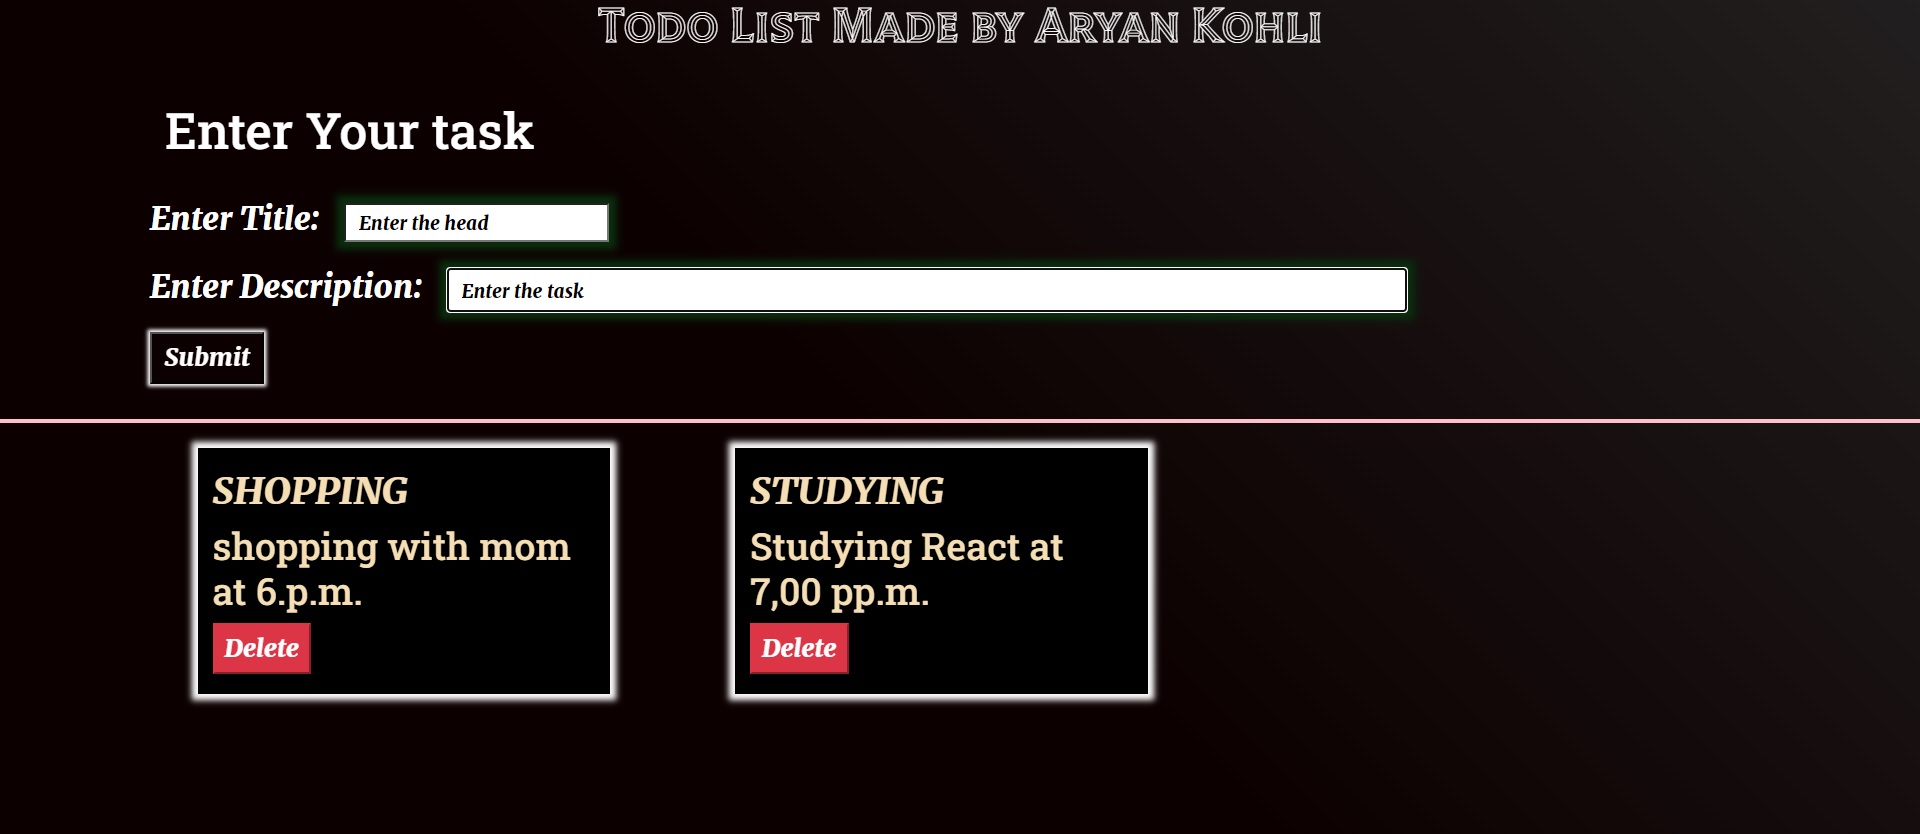 Todo List Made by Aryan Kohli
Enter Your task
Enter Title: Enter the head
Enter Description: Enter the task
Submit
SHOPPING
shopping with mom
at 6.p.m.
Delete
STUDYING
Studying React at
7,00 pp.m.
Delete